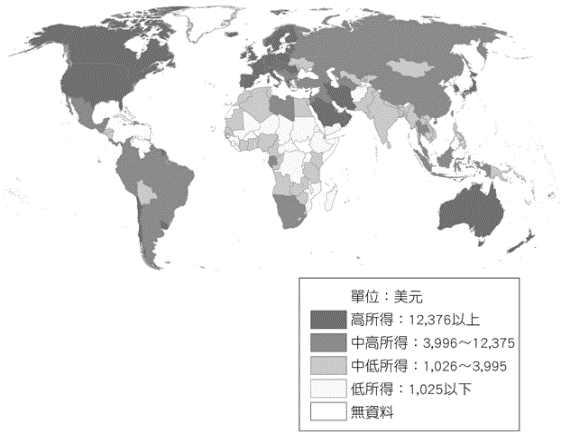 單位：美元
高所得：12,376以上
中高所得：3,996～12,375
中低所得：1,026～3,995
低所得：1,025以下
無資料